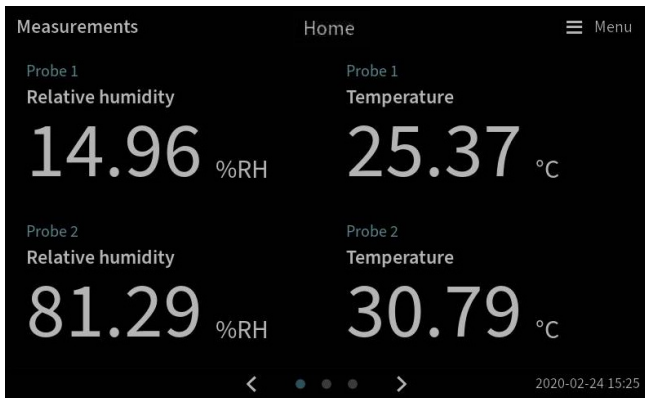 Measurements Home Menu
Probe 1 Probe 1
Relative humidity Temperature
14.96 %RH 25.37 °C
Probe 2 Probe 2
Relative humidity Temperature
81.29 %RH 30.79 °C
2020-02-24 15:25